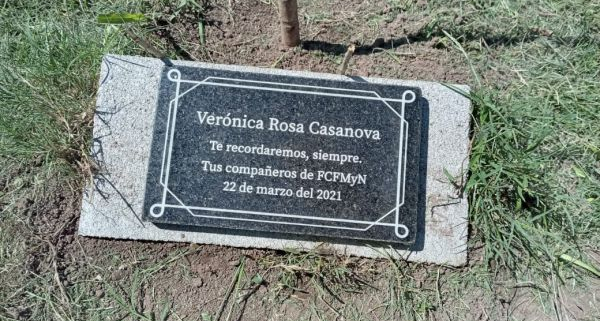 Verónica Rosa Casanova
Te recordaremos, siempre.
Tus compañeros de FCFMyN
22 de marzo del 2021